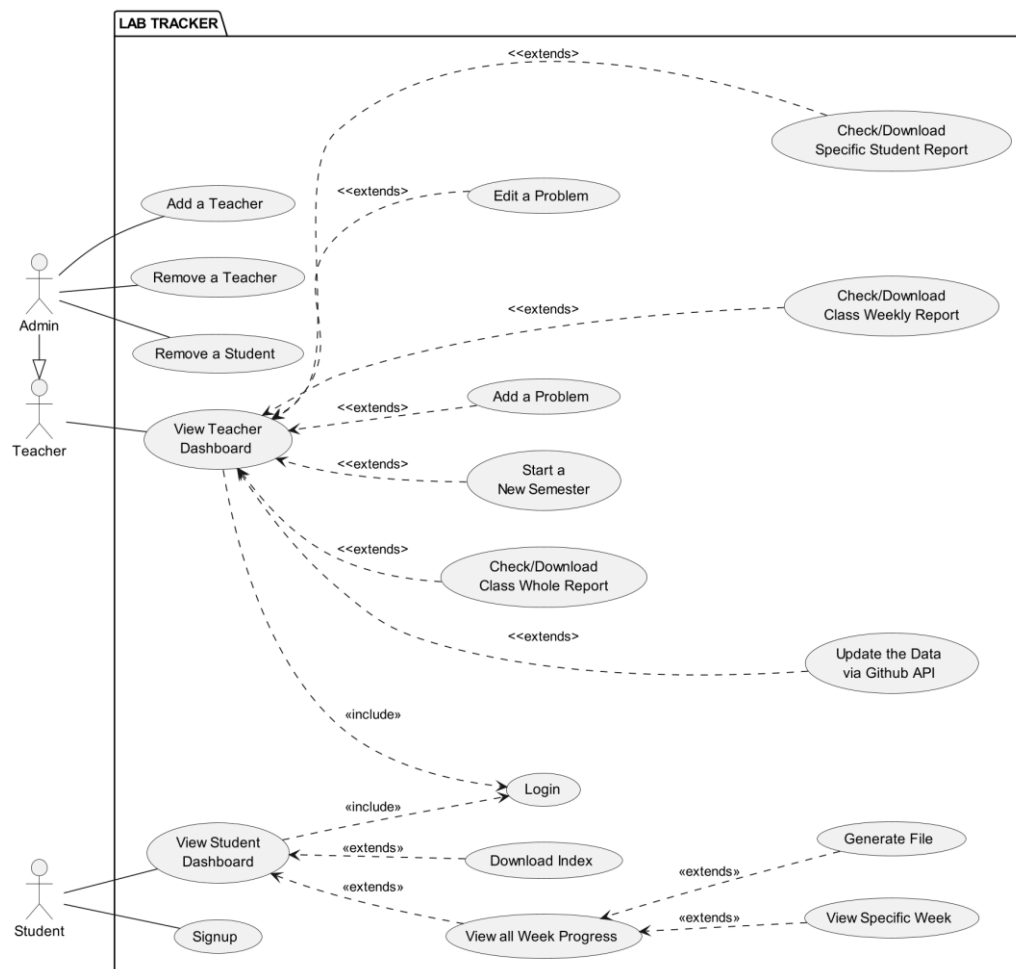 LAB TRACKER
<<extends>
Check/Download
Specific Student Report
<<extends>
Edit a Problem
Add a Teacher
Remove a Teacher
Admin
<<extends>
Check/Download
Class Weekly Report
Remove a Student
<<extends>
Add a Problem
Teacher
View Teacher
Dashboard
<<extends>
Start a
New Semester
<<extends>
Check/Download
Class Whole Report
<<extends>
Update the Data
via Github API
«include»
Login
«include»
View Student
Dashboard
«extends»
Download Index
Generate File
«extends»
«extends»
View all Week Progress
«extends»
View Specific Week
Student
Signup